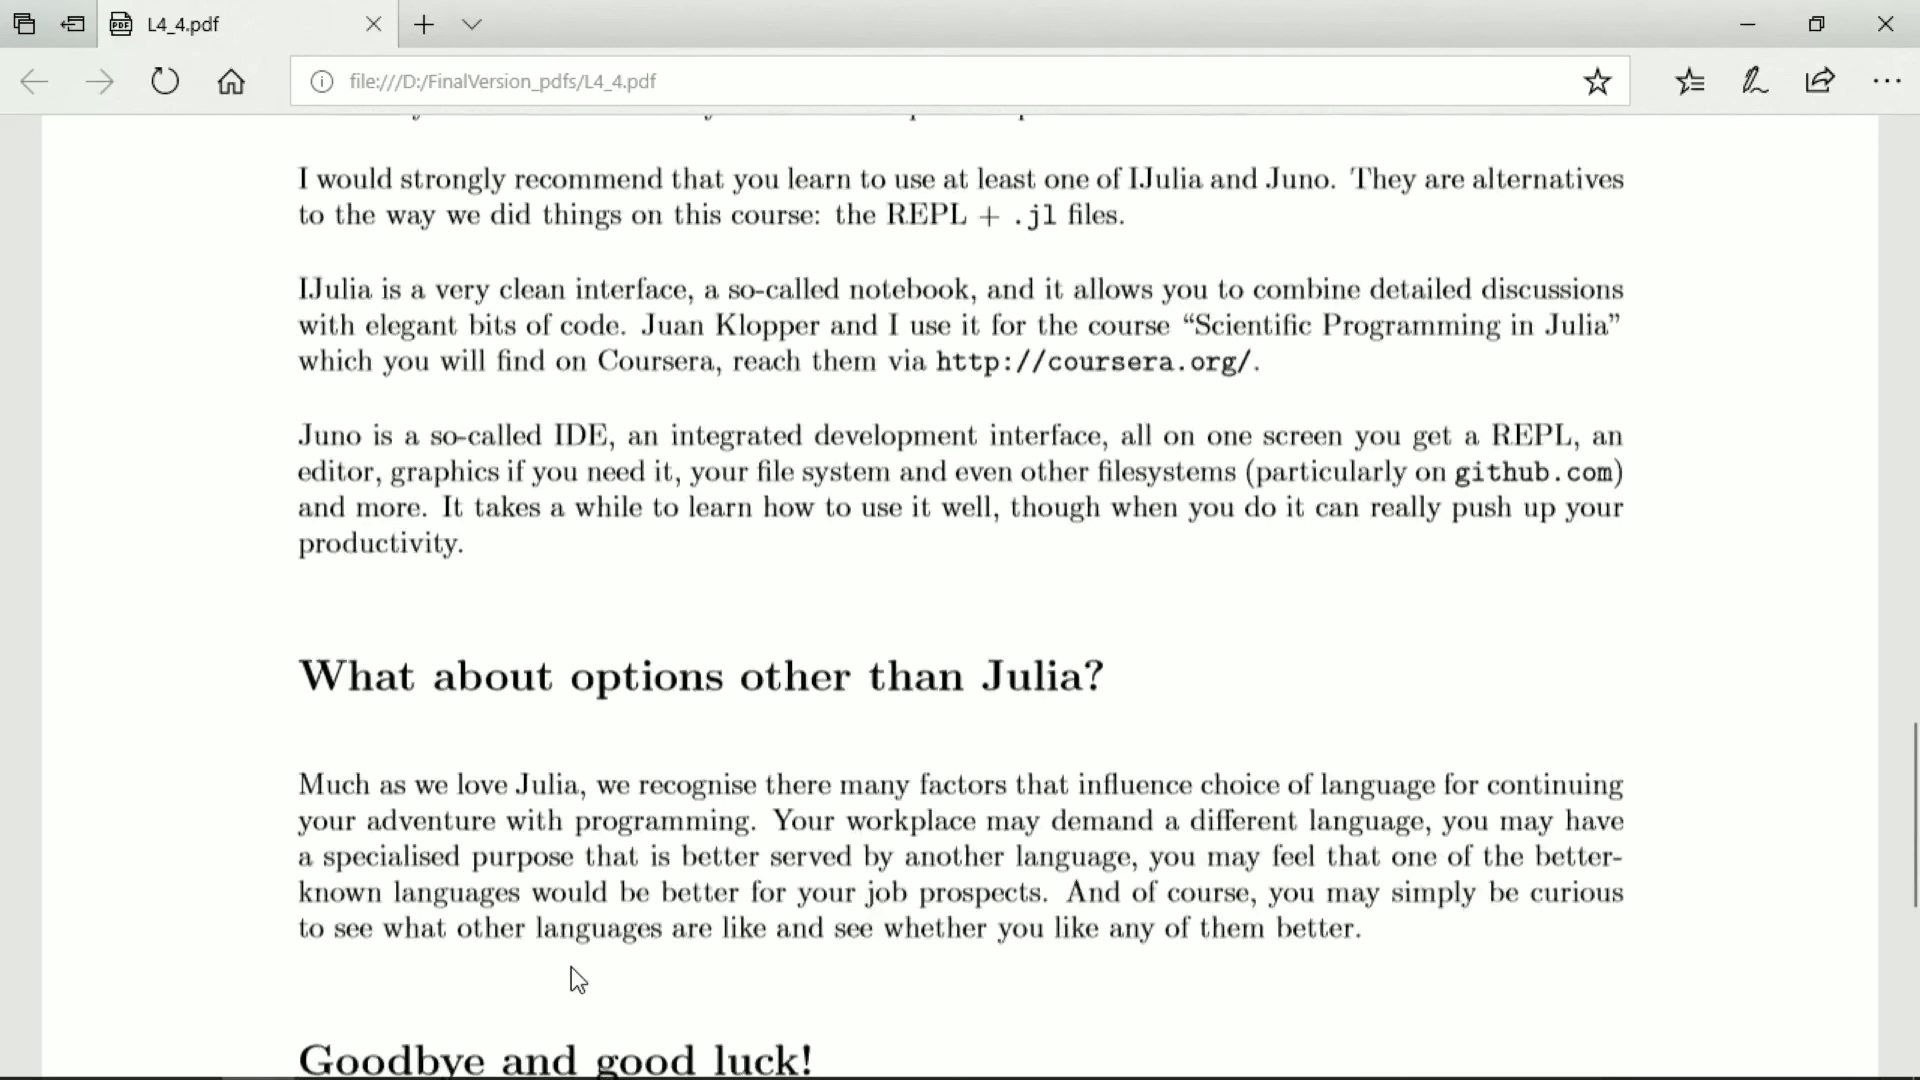 L4_4.pdf
file:///D:/FinalVersion_pdfs/L4_4.pdf
I would strongly recommend that you learn to use at least one of IJulia and Juno. They are alternatives
to the way we did things on this course: the REPL + .jl files.
IJulia is a very clean interface, a so-called notebook, and it allows you to combine detailed discussions
with elegant bits of code. Juan Klopper and I use it for the course “Scientific Programming in Julia”
which you will find on Coursera, reach them via http://coursera.org/.
Juno is a so-called IDE, an integrated development interface, all on one screen you get a REPL, an
editor, graphics if you need it, your file system and even other filesystems (particularly on github.com)
and more. It takes a while to learn how to use it well, though when you do it can really push up your
productivity.
What about options other than Julia?
Much as we love Julia, we recognise there many factors that influence choice of language for continuing
your adventure with programming. Your workplace may demand a different language, you may have
a specialised purpose that is better served by another language, you may feel that one of the better-
known languages would be better for your job prospects. And of course, you may simply be curious
to see what other languages are like and see whether you like any of them better.
Goodbye and good luck!